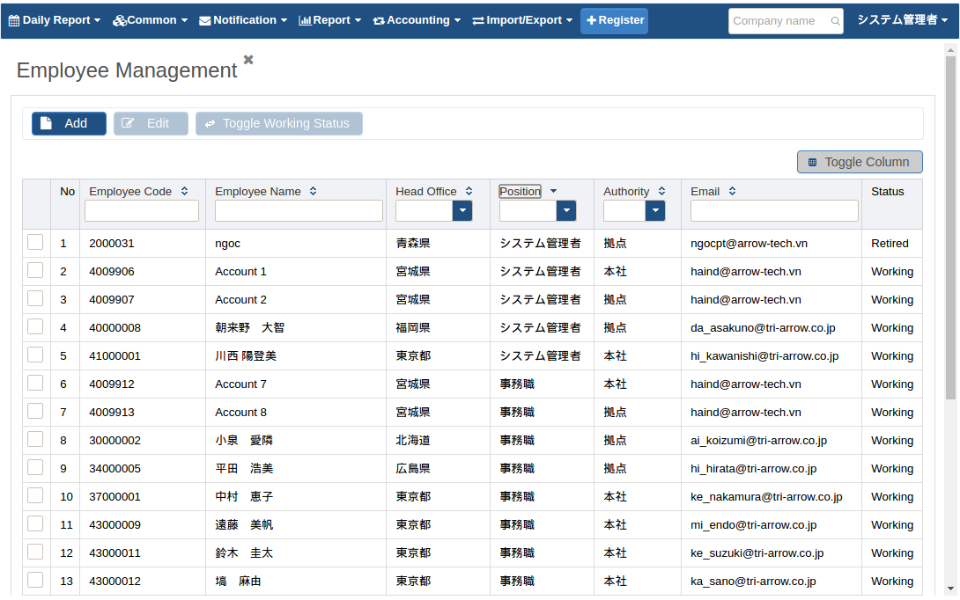 Daily Report Common Notification Report Accounting Import/Export Register Company name システム管理者
Employee Management
Add Edit Toggle Working Status
Toggle Column
No Employee Code Employee Name Head Office Position Authority Email Status
1 2000031 ngoc 青森県 システム管理者 拠点 ngocpt@arrow-tech.vn Retired
2 4009906 Account 1 宮城県 システム管理者 本社 haind@arrow-tech.vn Working
3 4009907 Account 2 宮城県 システム管理者 拠点 haind@arrow-tech.vn Working
4 40000008 朝来野　大智 福岡県 システム管理者 拠点 da_asakuno@tri-arrow.co.jp Working
5 41000001 川西 陽登美 東京都 システム管理者 本社 hi_kawanishi@tri-arrow.co.jp Working
6 4009912 Account 7 宮城県 事務職 本社 haind@arrow-tech.vn Working
7 4009913 Account 8 宮城県 事務職 拠点 haind@arrow-tech.vn Working
8 30000002 小泉　愛隣 北海道 事務職 拠点 ai_koizumi@tri-arrow.co.jp Working
9 34000005 平田　浩美 広島県 事務職 拠点 hi_hirata@tri-arrow.co.jp Working
10 37000001 中村　恵子 東京都 事務職 本社 ke_nakamura@tri-arrow.co.jp Working
11 43000009 遠藤　美帆 東京都 事務職 本社 mi_endo@tri-arrow.co.jp Working
12 43000011 鈴木　圭太 東京都 事務職 本社 ke_suzuki@tri-arrow.co.jp Working
13 43000012 塙　麻由 東京都 事務職 本社 ka_sano@tri-arrow.co.jp Working